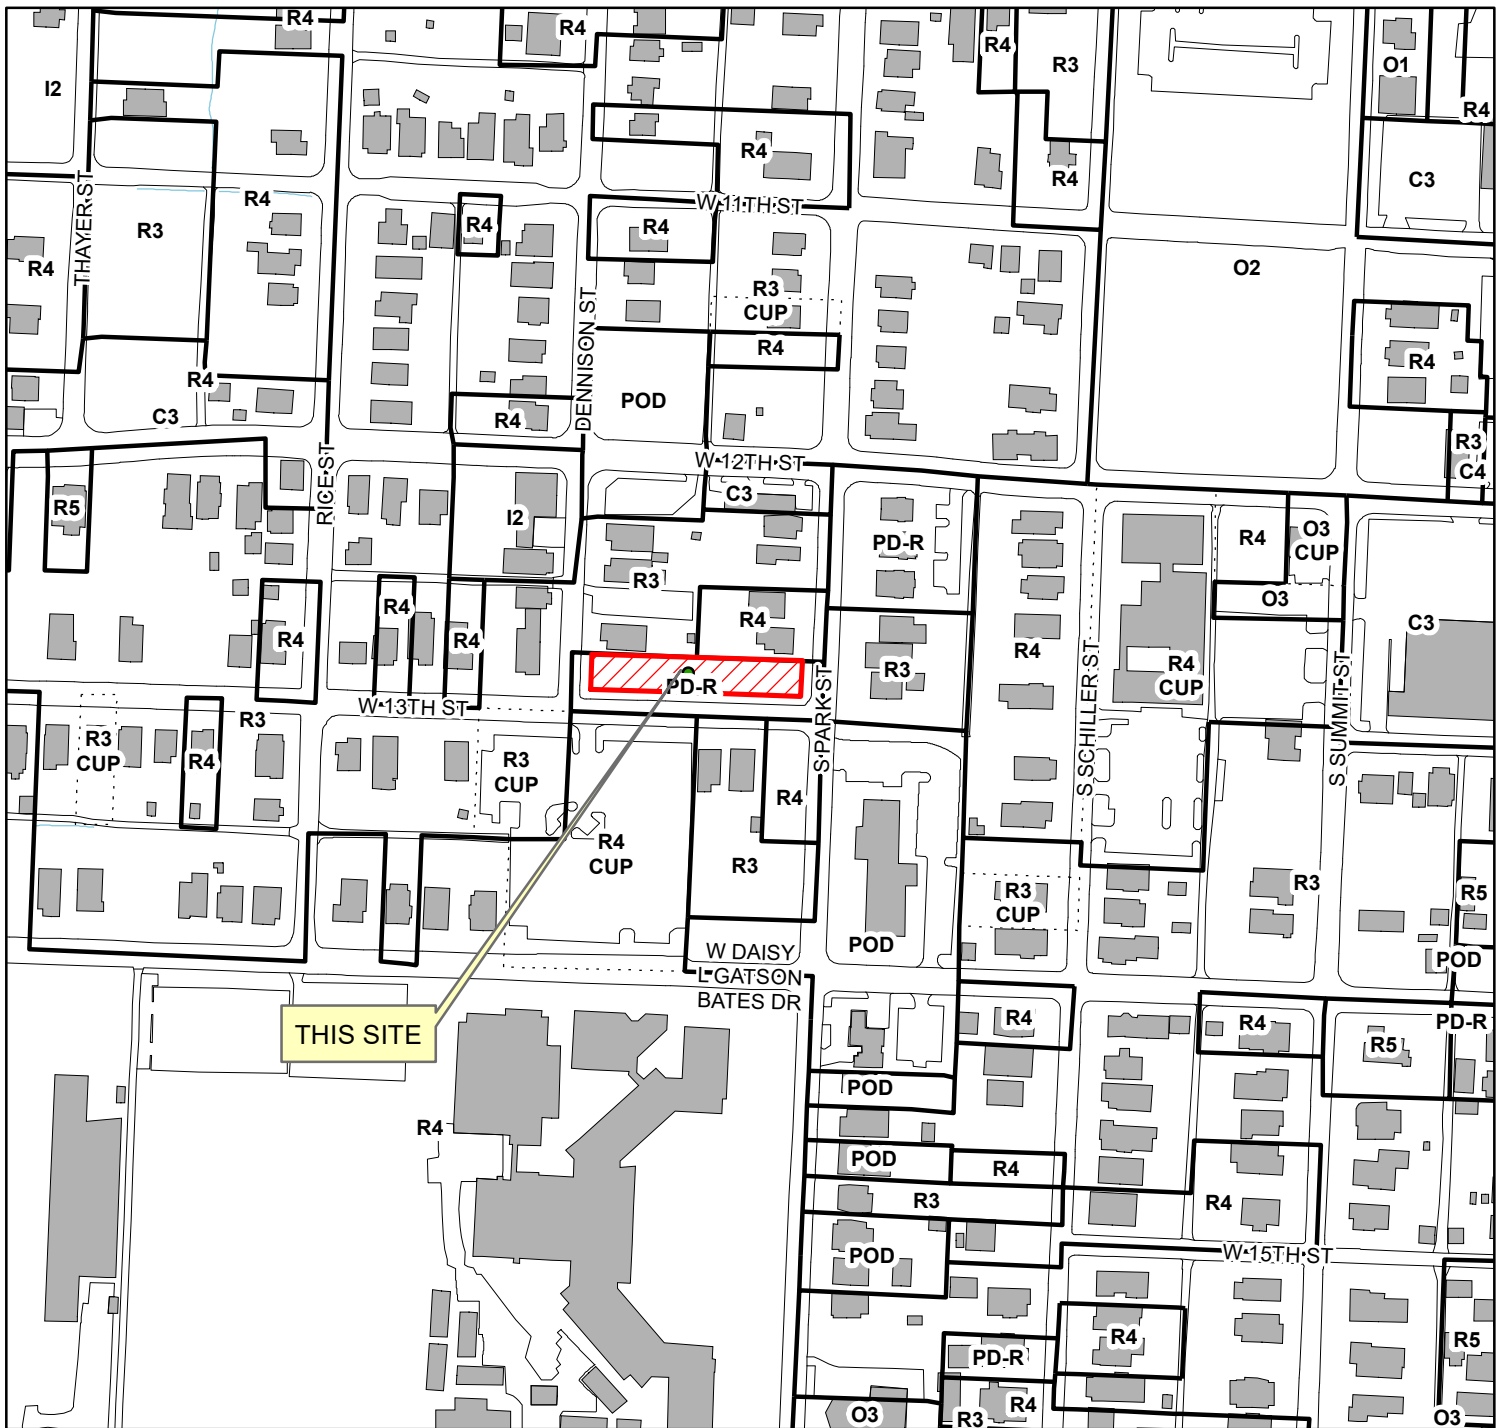 R4
R4
R4
R3
O1
R4
I2
R4
R4
C3
THAYER ST
R3
R4
R4
R4
W 11TH ST
R4
O2
DENNISON ST
R3
CUP
R4
R4
R4
C3
R4
POD
R4
R3
C4
RICE ST
W 12TH ST
C3
R5
I2
PD-R
R4
O3
CUP
R3
R4
R4
R4
R4
R3
R4
O3
C3
R4
CUP
S SCHILLER ST
S SUMMIT ST
PD-R
S PARK ST
W 13TH ST
R3
R3
CUP
R4
R3
CUP
R4
R4
CUP
R3
R3
CUP
R3
R5
POD
POD
W DAISY
L GATSON
BATES DR
THIS SITE
R4
R4
R5
PD-R
POD
R4
POD
R4
R3
R4
POD
W 15TH ST
PD-R
R4
R5
O3
R3
R4
O3